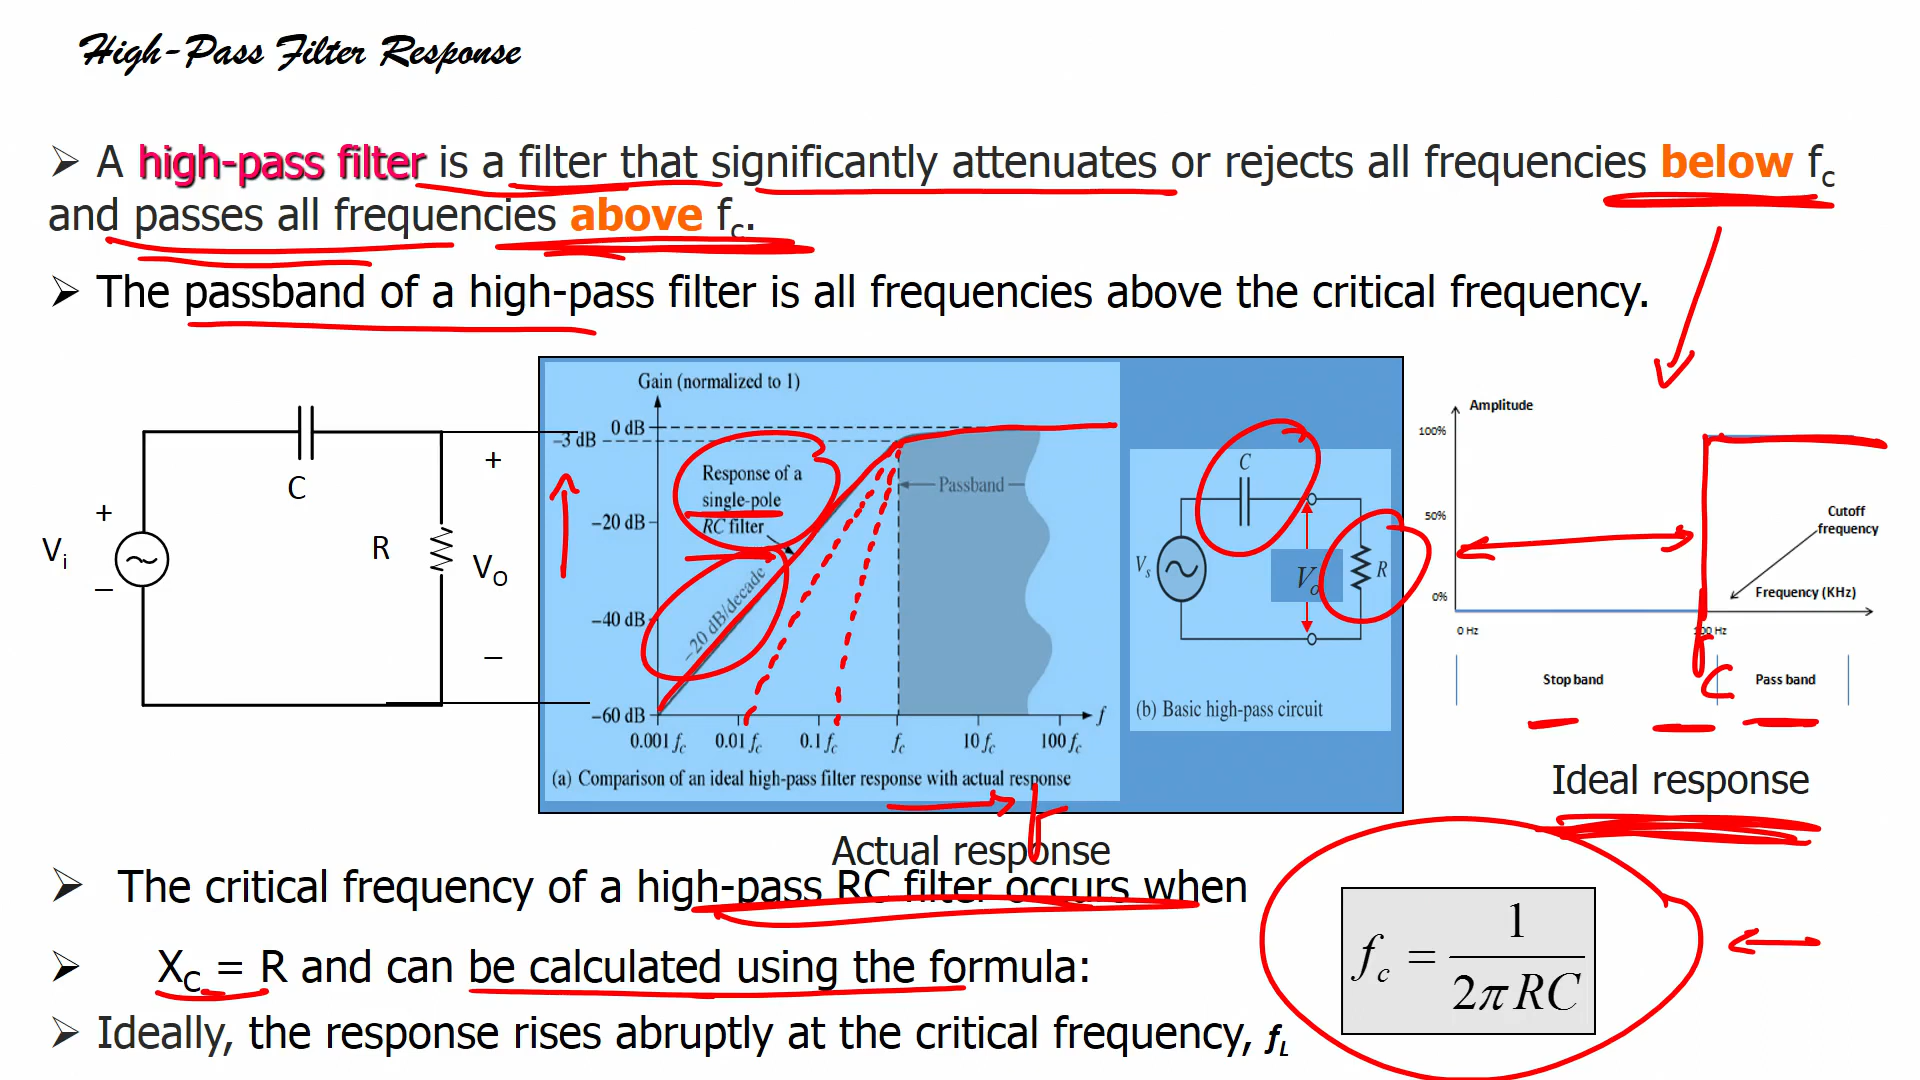 High-Pass Filter Response
➢ A high-pass filter is a filter that significantly attenuates or rejects all frequencies below fc
and passes all frequencies above fc.
➢ The passband of a high-pass filter is all frequencies above the critical frequency.
C
+
Vi
−
R
+
VO
−
Gain (normalized to 1)
0 dB
−3 dB
−20 dB
−40 dB
−60 dB
Response of a
single-pole
RC filter
−20 dB/decade
Passband
0.001 fc 0.01 fc 0.1 fc fc 10 fc 100 fc
f
(a) Comparison of an ideal high-pass filter response with actual response
C
Vs
Vo
R
(b) Basic high-pass circuit
Amplitude
100%
50%
0%
Cutoff
frequency
Frequency (KHz)
0 Hz
100 Hz
Stop band
Pass band
Ideal response
Actual response
➢ The critical frequency of a high-pass RC filter occurs when
➢ XC = R and can be calculated using the formula:
fc = 1 / 2πRC
➢ Ideally, the response rises abruptly at the critical frequency, fL